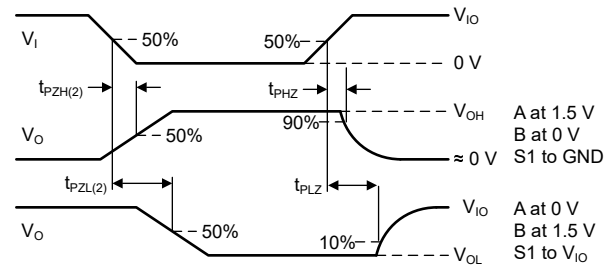 V_I
50%
50%
V_IO
0 V
t_PZH(2)
t_PHZ
V_O
50%
90%
V_OH
≈ 0 V
A at 1.5 V
B at 0 V
S1 to GND
t_PZL(2)
t_PLZ
V_O
50%
10%
V_IO
V_OL
A at 0 V
B at 1.5 V
S1 to V_IO